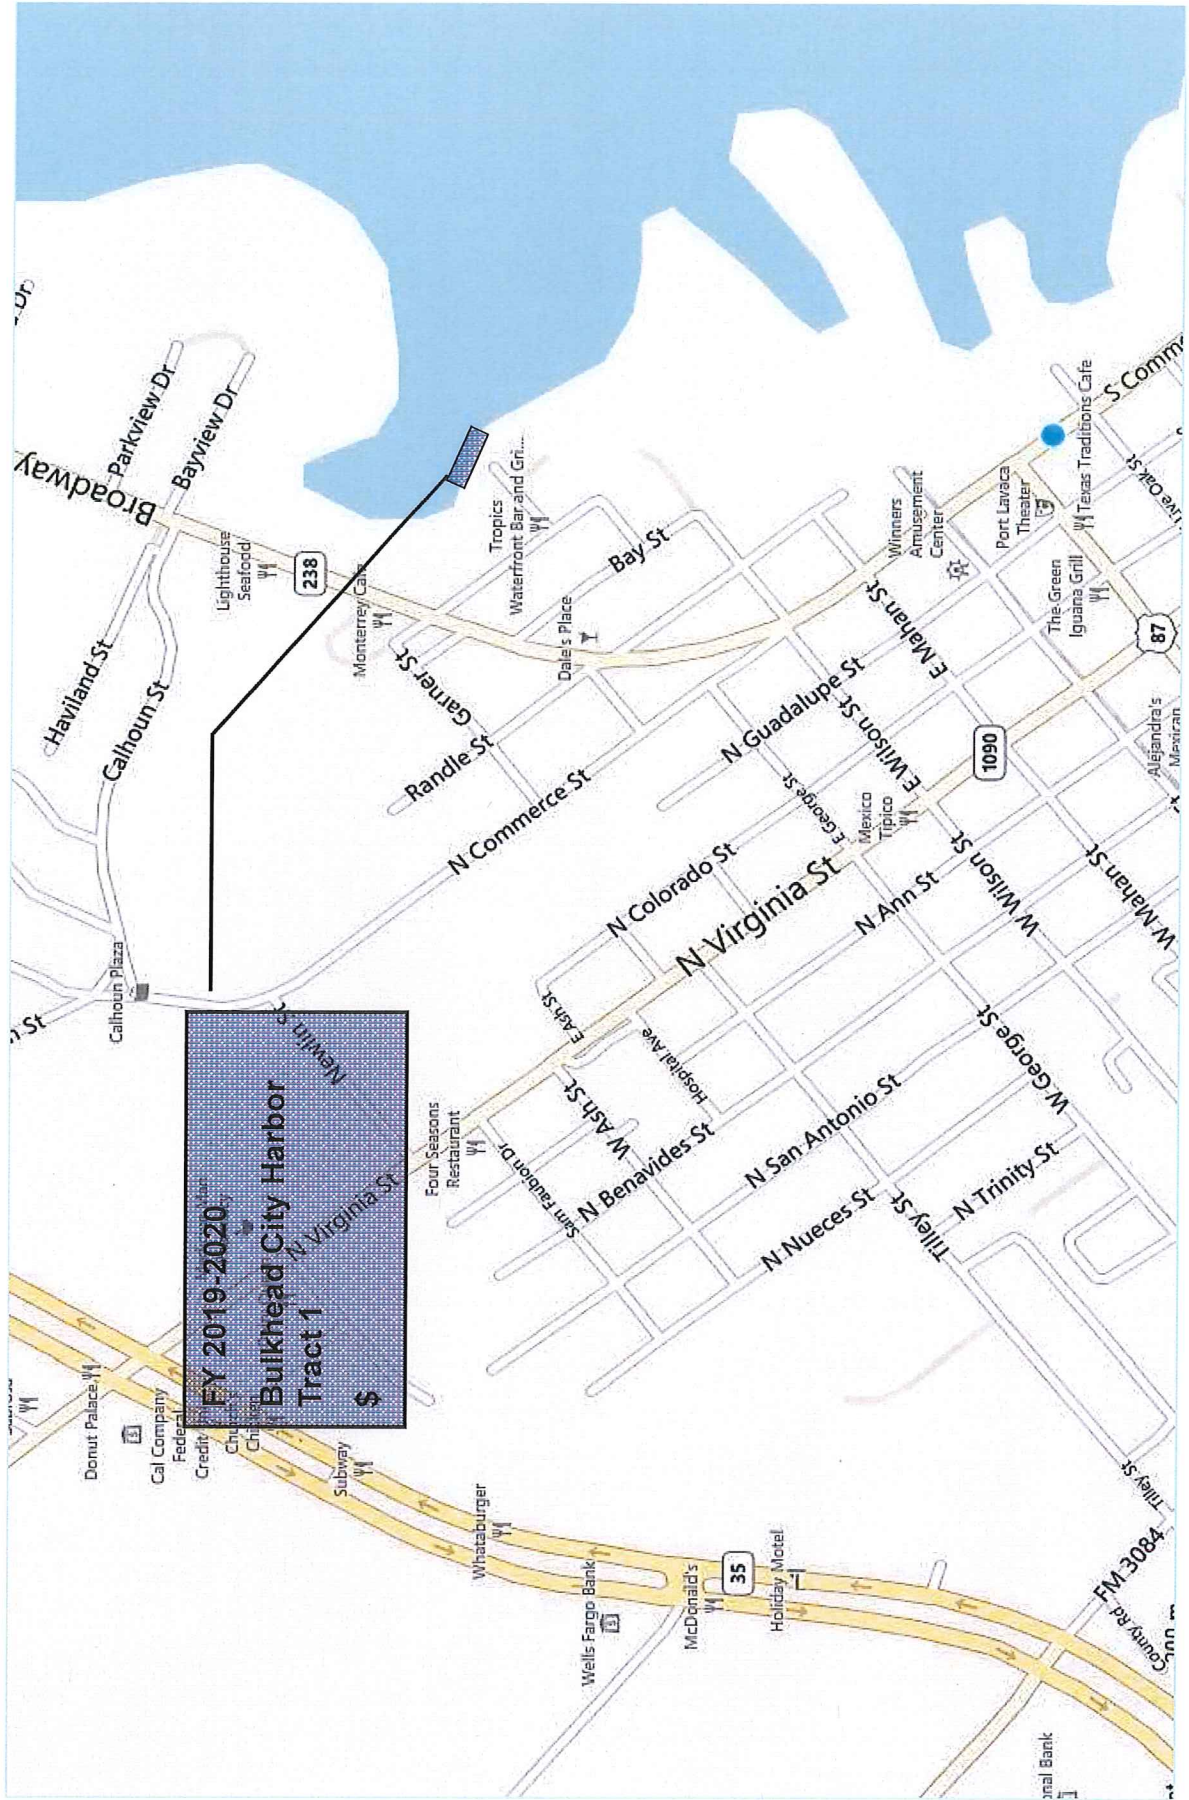 FY 2019-2020
Bulkhead City Harbor
Tract 1
$
Broadway
Parkview Dr
Bayview Dr
Haviland St
Calhoun St
Calhoun Plaza
Lighthouse
Seafood
238
Monterrey Cafe
Tropics
Waterfront Bar and Gri...
Dale's Place
Bay St
Garner St
Randle St
N Commerce St
N Guadalupe St
E Mahan St
E Wilson St
E George St
Winners
Amusement
Center
Port Lavaca
Theater
Texas Traditions Cafe
The Green
Iguana Grill
Live Oak St
87
1090
Alejandra's
Mexican
Mexico
Tipico
N Colorado St
N Virginia St
N Ann St
W Wilson St
W Mahan St
W George St
E Ash St
W Ash St
Hospital Ave
Newlin St
N Virginia St
Four Seasons
Restaurant
Sam Faubion Dr
N Benavides St
N San Antonio St
N Nueces St
N Trinity St
Tilley St
Tilley St
FM 3084
County Rd
Donut Palace
Cal Company
Federal
Subway
Whataburger
Wells Fargo Bank
McDonald's
35
Holiday Motel